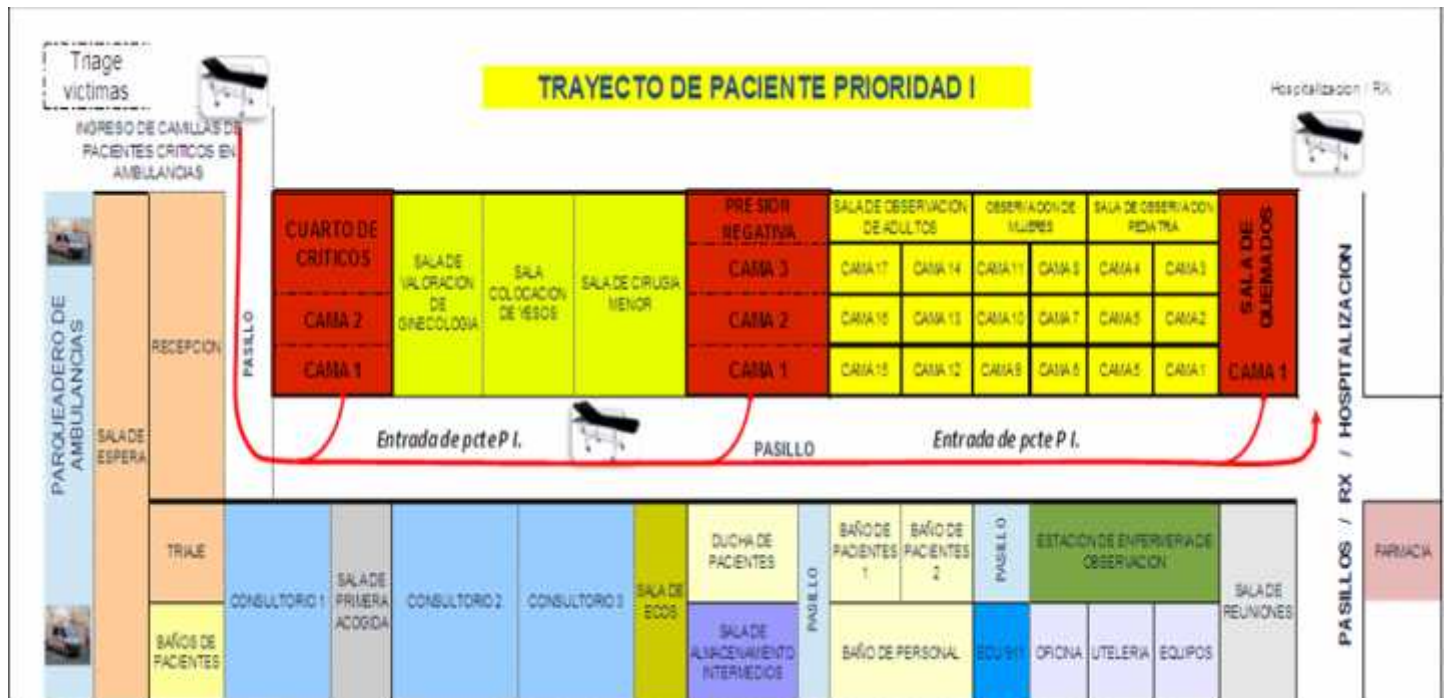 Triage
victimas
TRAYECTO DE PACIENTE PRIORIDAD I
Hospitalizacion / RX
INGRESO DE CAMILLAS DE
PACIENTES CRITICOS EN
AMBULANCIAS
PARQUEADERO DE
AMBULANCIAS
SALA DE
ESPERA
RECEPCION
PASILLO
CUARTO DE
CRITICOS
CAMA 2
CAMA 1
SALA DE
VALORACION
DE
GINECOLOGIA
SALA
COLOCACION
DE YESOS
SALA DE CIRUGIA
MENOR
PRESION
NEGATIVA
CAMA 3
CAMA 2
CAMA 1
SALA DE OBSERVACION
DE ADULTOS
CAMA 17
CAMA 14
CAMA 16
CAMA 13
CAMA 15
CAMA 12
OBSERVACION DE
MUJERES
CAMA 11
CAMA 10
CAMA 7
CAMA 9
CAMA 6
SALA DE OBSERVACION
PEDIATRIA
CAMA 4
CAMA 3
CAMA 5
CAMA 2
CAMA 5
CAMA 1
SALA DE
QUEMADOS
CAMA 1
Entrada de pcte P I.
PASILLO
Entrada de pcte P I.
PASILLOS / RX / HOSPITALIZACION
TRIAJE
BAÑOS DE
PACIENTES
CONSULTORIO 1
SALA DE
PRIMERA
ACOGIDA
CONSULTORIO 2
CONSULTORIO 3
SALA DE
ECOS
DUCHA DE
PACIENTES
SALA DE
ALMACENAMIENTO
INTERMEDIOS
PASILLO
BAÑO DE
PACIENTES
1
BAÑO DE
PACIENTES
2
BAÑO DE PERSONAL
PASILLO
ECU 911
ESTACION DE ENFERMERIA DE
OBSERVACION
OFICINA
UTELERIA
EQUIPOS
SALA DE
REUNIONES
FARMACIA